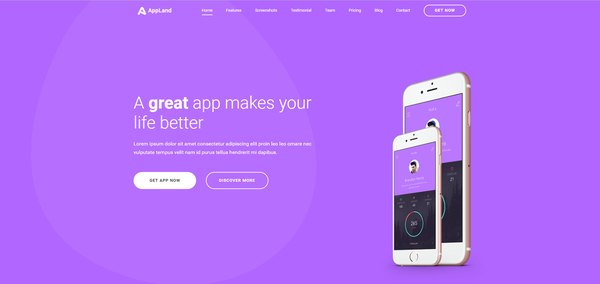 AppLand
Home Features Screenshots Testimonial Team Pricing Blog Contact GET NOW
A great app makes your
life better
Lorem ipsum dolor sit amet consectetur adipiscing elit proin leo leo ornare nec
vulputate tempus velit nam id purus tellus hendrerit mi dapibus.
GET APP NOW DISCOVER MORE